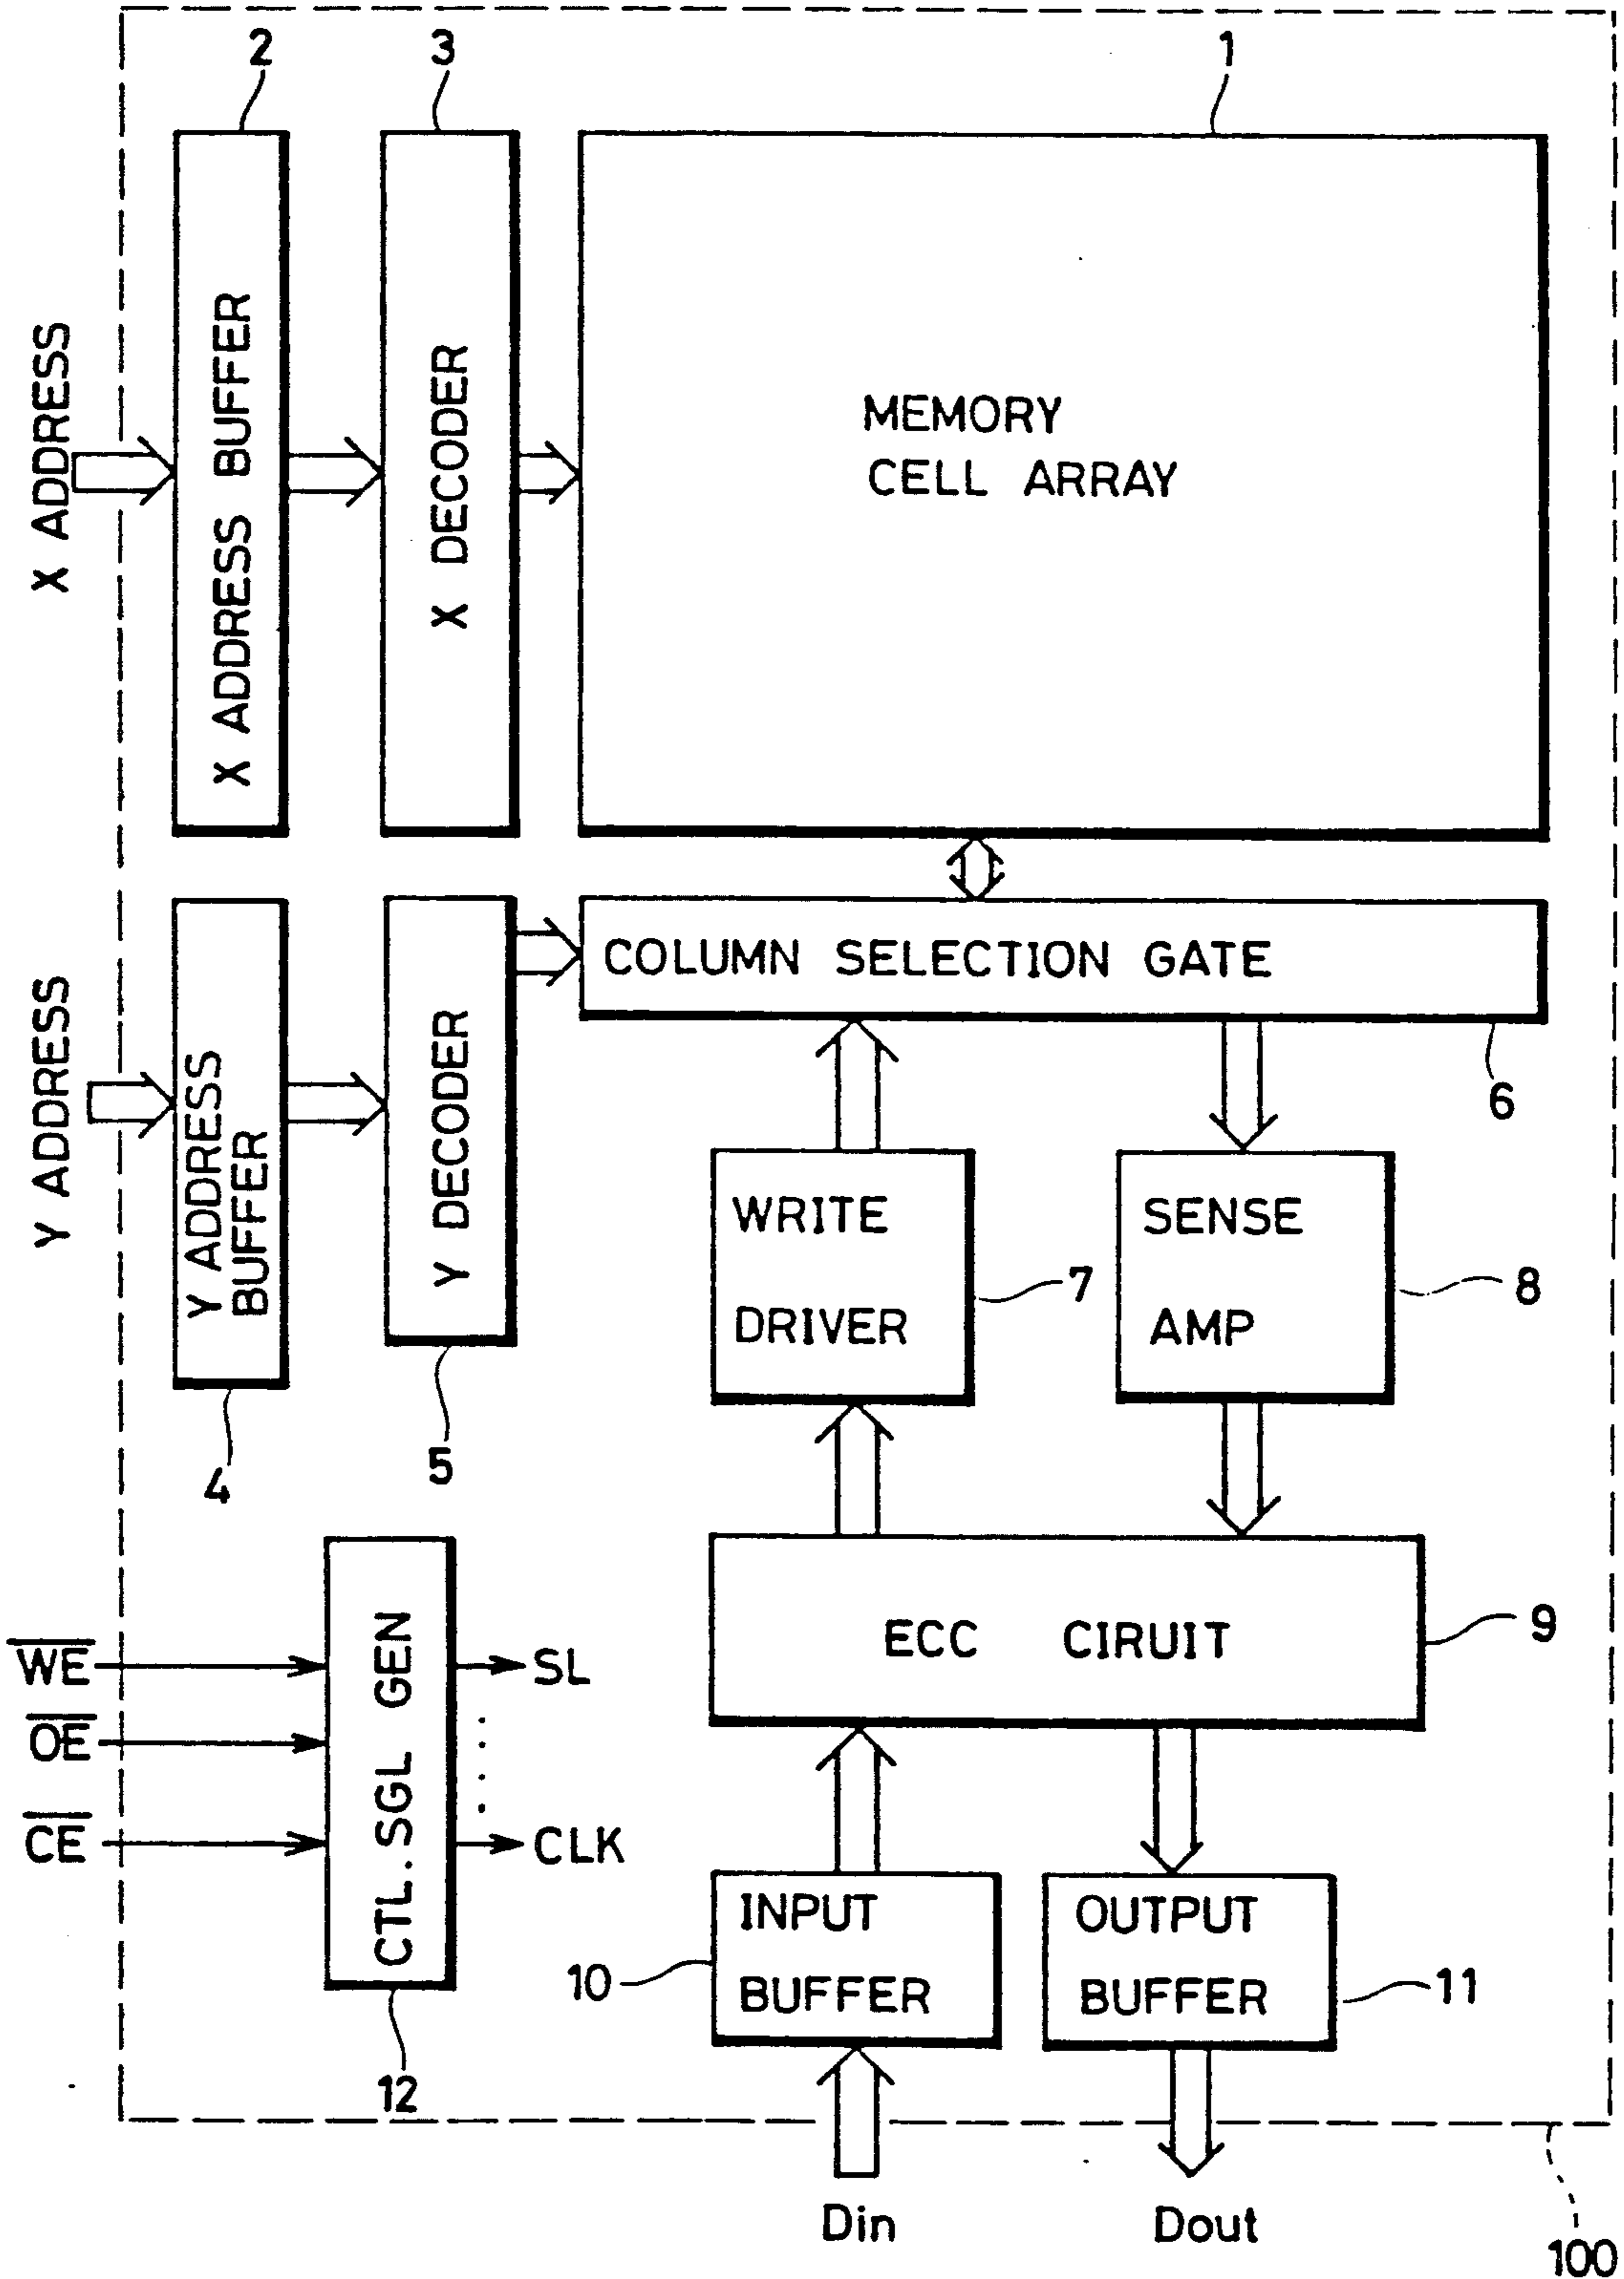 2
3
1
X ADDRESS
X ADDRESS BUFFER
X DECODER
MEMORY
CELL ARRAY
COLUMN SELECTION GATE
6
Y ADDRESS
Y ADDRESS
BUFFER
Y DECODER
4
5
WRITE
DRIVER
7
SENSE
AMP
8
ECC CIRUIT
9
WE
OE
CE
CTL.SGL GEN
SL
CLK
12
INPUT
BUFFER
10
OUTPUT
BUFFER
11
Din
Dout
100